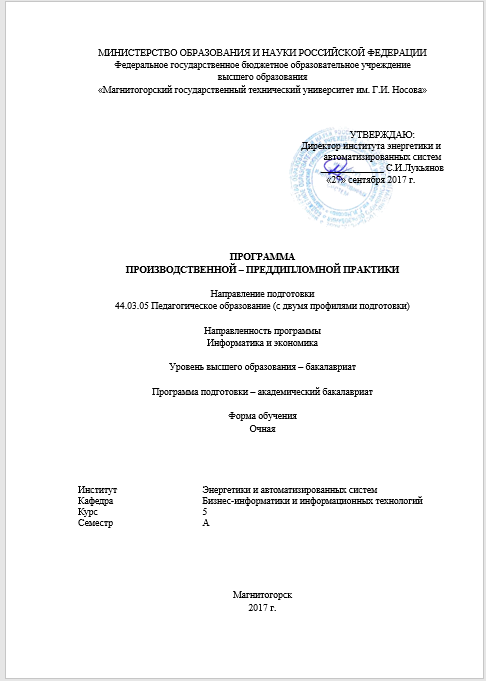 МИНИСТЕРСТВО ОБРАЗОВАНИЯ И НАУКИ РОССИЙСКОЙ ФЕДЕРАЦИИ
Федеральное государственное бюджетное образовательное учреждение
высшего образования
«Магнитогорский государственный технический университет им. Г.И. Носова»
УТВЕРЖДАЮ:
Директор института энергетики и
автоматизированных систем
С.И.Лукьянов
«27» сентября 2017 г.
ПРОГРАММА
ПРОИЗВОДСТВЕННОЙ – ПРЕДДИПЛОМНОЙ ПРАКТИКИ
Направление подготовки
44.03.05 Педагогическое образование (с двумя профилями подготовки)
Направленность программы
Информатика и экономика
Уровень высшего образования – бакалавриат
Программа подготовки – академический бакалавриат
Форма обучения
Очная
Институт Энергетики и автоматизированных систем
Кафедра Бизнес-информатики и информационных технологий
Курс 5
Семестр А
Магнитогорск
2017 г.